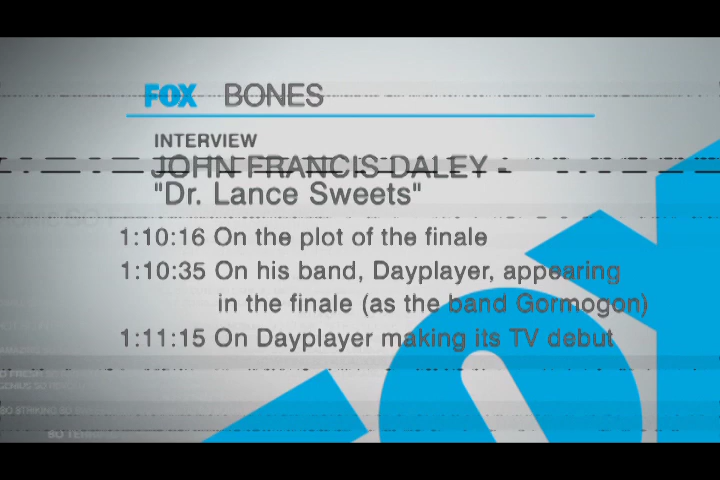 FOX BONES
INTERVIEW
JOHN FRANCIS DALEY -
"Dr. Lance Sweets"
1:10:16 On the plot of the finale
1:10:35 On his band, Dayplayer, appearing
in the finale (as the band Gormogon)
1:11:15 On Dayplayer making its TV debut